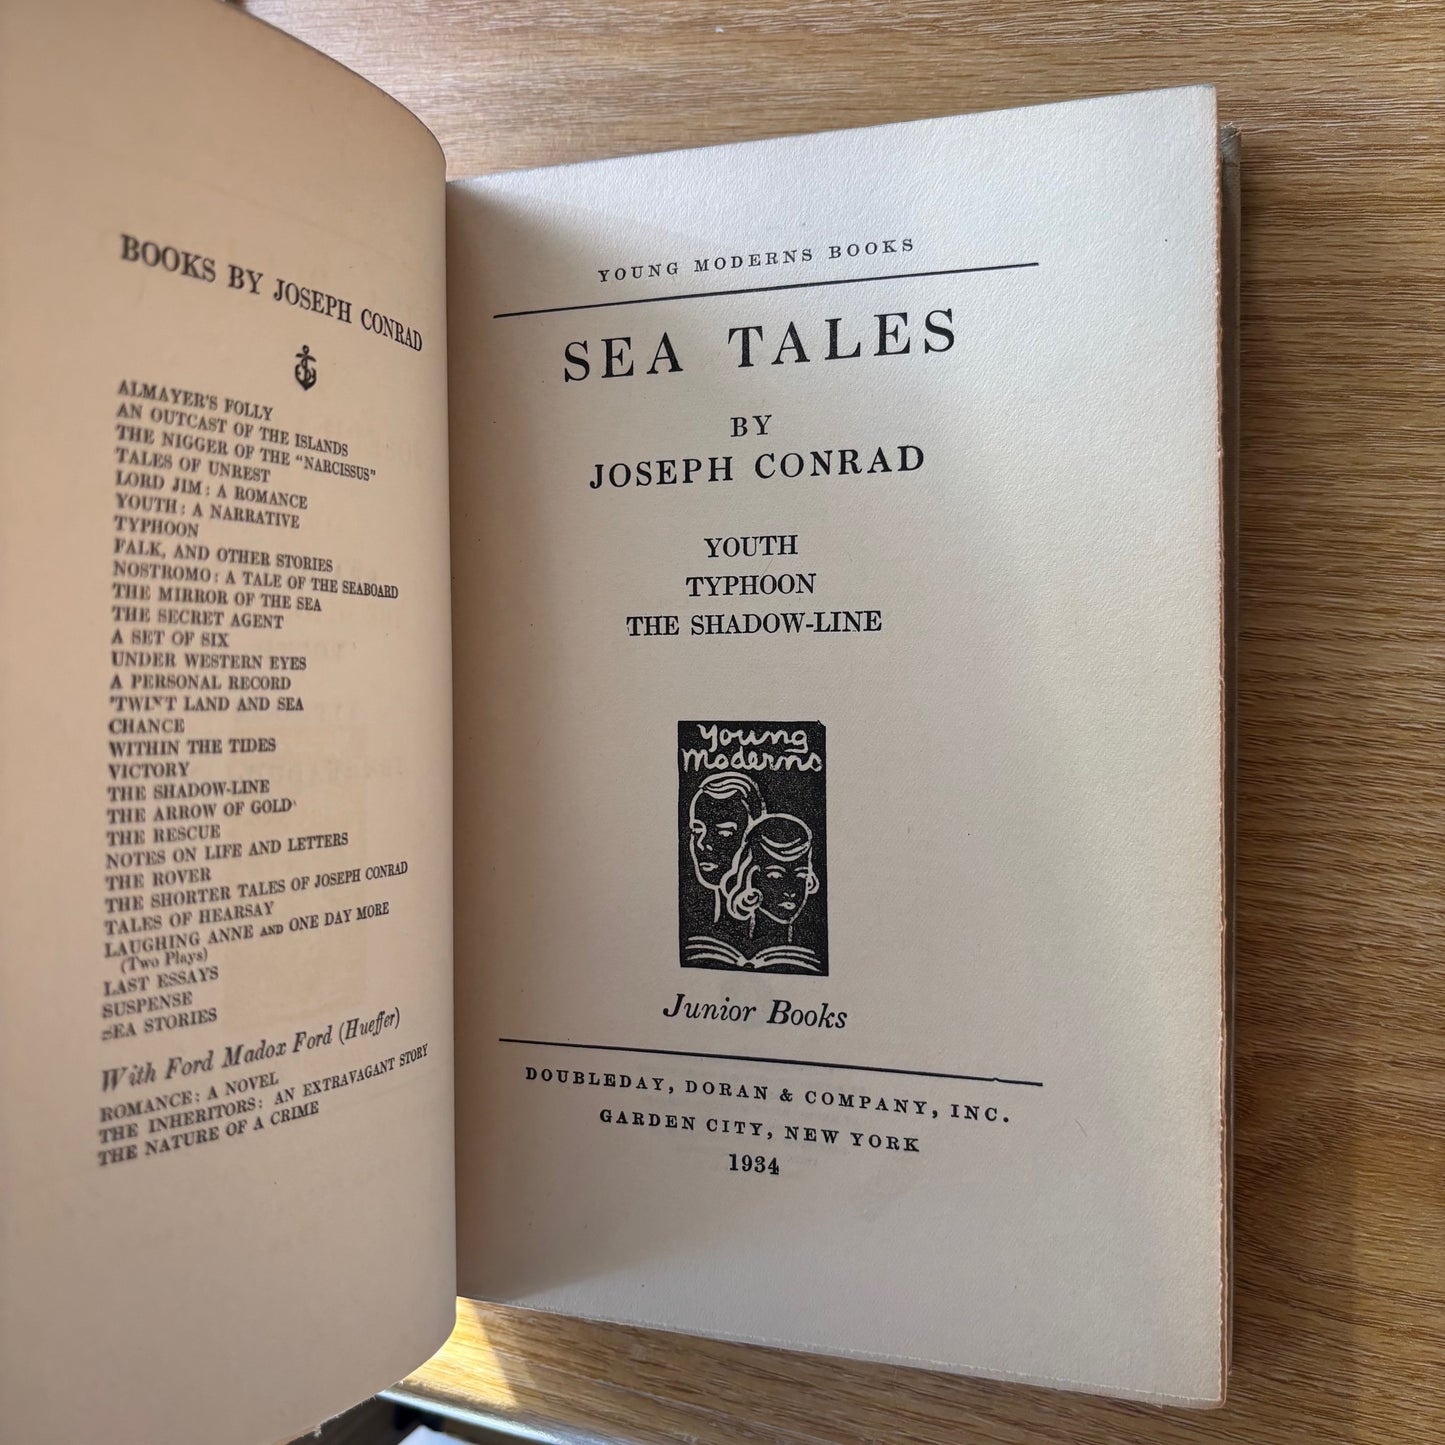 BOOKS BY JOSEPH CONRAD
ALMAYER'S FOLLY
AN OUTCAST OF THE ISLANDS
THE NIGGER OF THE "NARCISSUS"
TALES OF UNREST
LORD JIM: A ROMANCE
YOUTH: A NARRATIVE
TYPHOON
FALK, AND OTHER STORIES
NOSTROMO: A TALE OF THE SEABOARD
THE MIRROR OF THE SEA
THE SECRET AGENT
A SET OF SIX
UNDER WESTERN EYES
A PERSONAL RECORD
'TWIXT LAND AND SEA
CHANCE
WITHIN THE TIDES
VICTORY
THE SHADOW-LINE
THE ARROW OF GOLD
THE RESCUE
NOTES ON LIFE AND LETTERS
THE ROVER
THE SHORTER TALES OF JOSEPH CONRAD
TALES OF HEARSAY
LAUGHING ANNE AND ONE DAY MORE
(Two Plays)
LAST ESSAYS
SUSPENSE
SEA STORIES
With Ford Madox Ford (Hueffer)
ROMANCE: A NOVEL
THE INHERITORS: AN EXTRAVAGANT STORY
THE NATURE OF A CRIME
YOUNG MODERNS BOOKS
SEA TALES
BY
JOSEPH CONRAD
YOUTH
TYPHOON
THE SHADOW-LINE
Young
Moderns
Junior Books
DOUBLEDAY, DORAN & COMPANY, INC.
GARDEN CITY, NEW YORK
1934